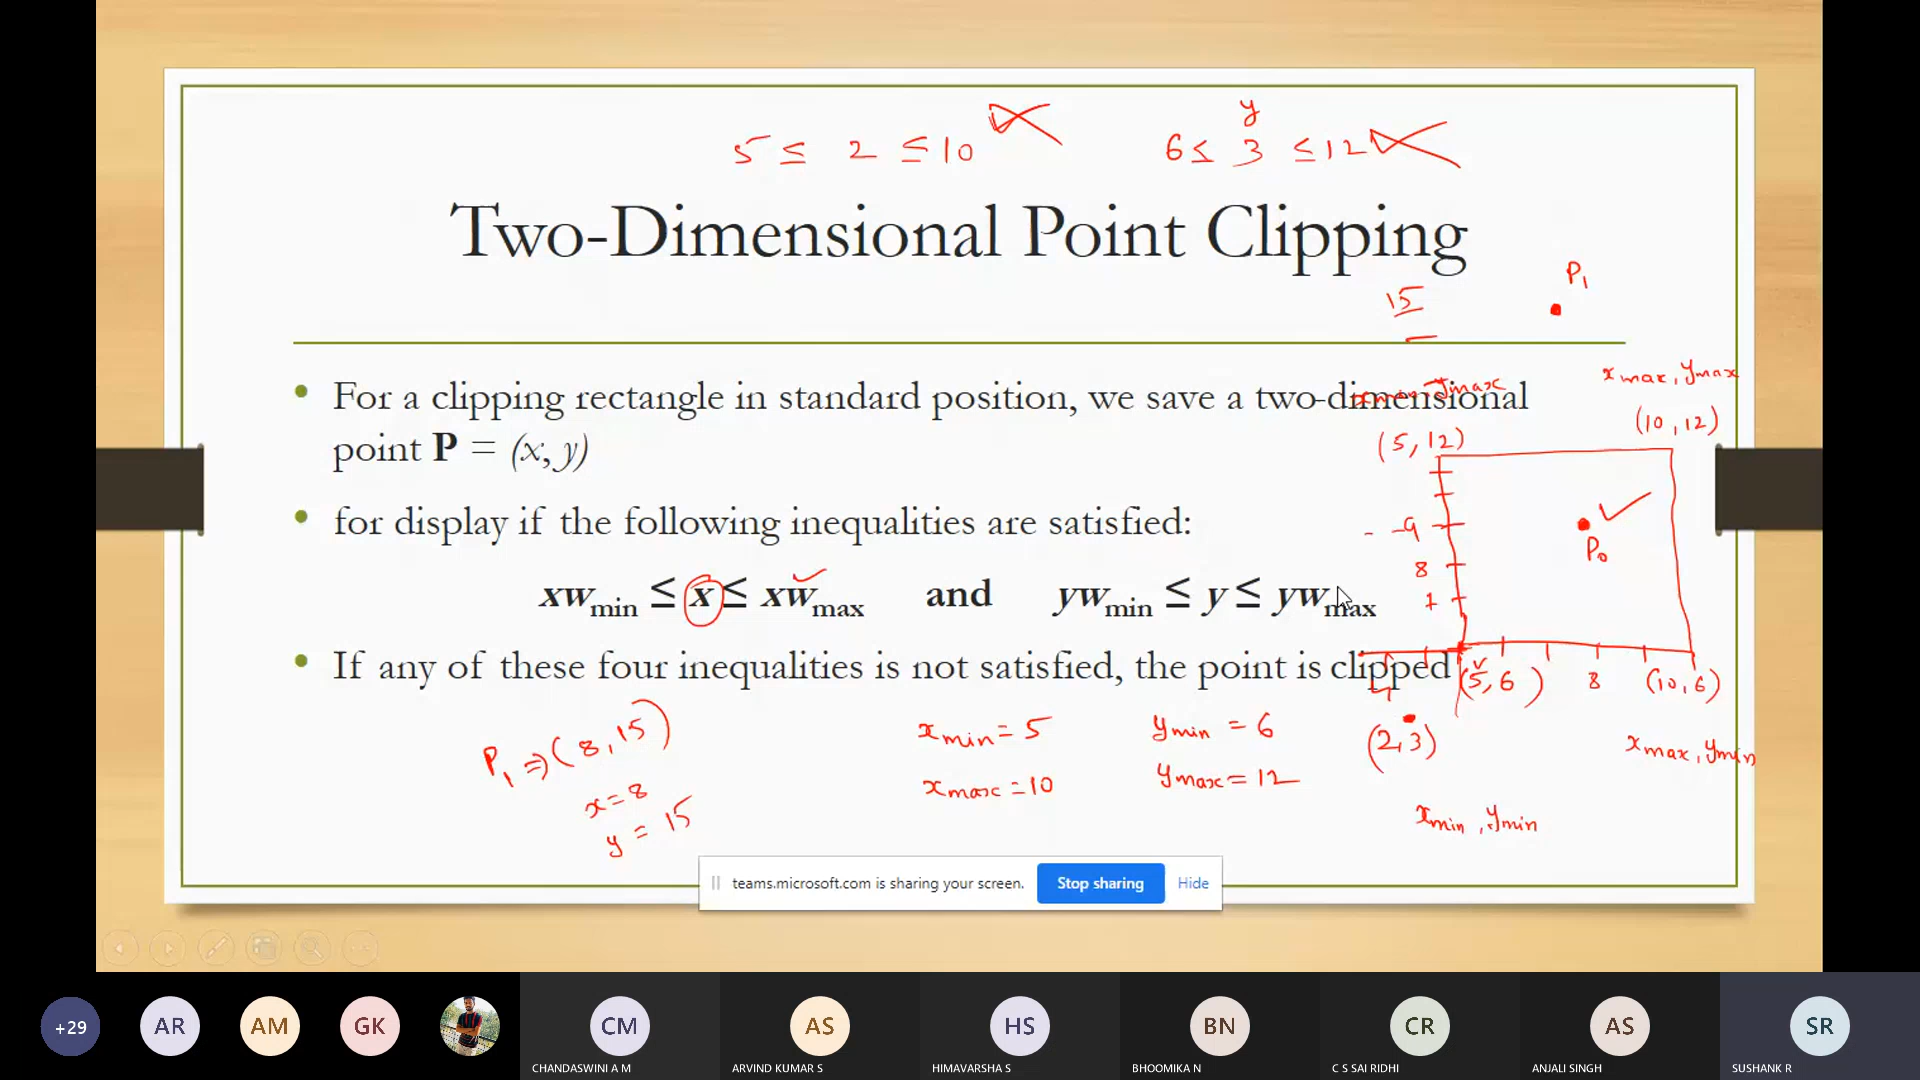 5 ≤ 2 ≤ 10
y
6 ≤ 3 ≤ 12
Two-Dimensional Point Clipping
P1
15
xmax, ymax
xmin, ymax
• For a clipping rectangle in standard position, we save a two-dimensional
point P = (x, y)
(10, 12)
(5, 12)
• for display if the following inequalities are satisfied:
9
P0
8
xwmin ≤ x ≤ xwmax and ywmin ≤ y ≤ ywmax
• If any of these four inequalities is not satisfied, the point is clipped
(5, 6) 8 (10, 6)
P1 ⇒ (8, 15)
x = 8
y = 15
xmin = 5
xmax = 10
ymin = 6
ymax = 12
(2, 3)
xmax, ymin
xmin, ymin
teams.microsoft.com is sharing your screen. Stop sharing Hide
+29 AR AM GK CM AS HS BN CR AS SR
CHANDASWINI A M ARVIND KUMAR S HIMAVARSHA S BHOOMIKA N C S SAI RIDHI ANJALI SINGH SUSHANK R